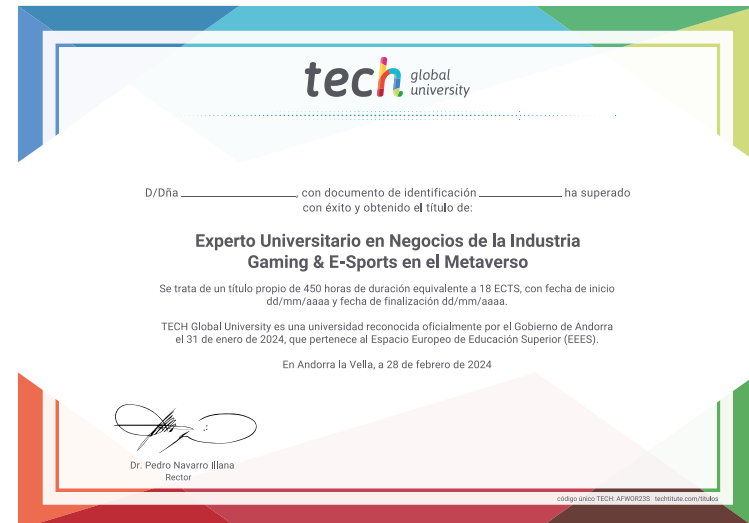 tech global
university
D/Dña ____________________, con documento de identificación ______________ ha superado
con éxito y obtenido el título de:
Experto Universitario en Negocios de la Industria
Gaming & E-Sports en el Metaverso
Se trata de un título propio de 450 horas de duración equivalente a 18 ECTS, con fecha de inicio
dd/mm/aaaa y fecha de finalización dd/mm/aaaa.
TECH Global University es una universidad reconocida oficialmente por el Gobierno de Andorra
el 31 de enero de 2024, que pertenece al Espacio Europeo de Educación Superior (EEES).
En Andorra la Vella, a 28 de febrero de 2024
Dr. Pedro Navarro Illana
Rector
código único TECH: AFWOR23S techtitute.com/titulos